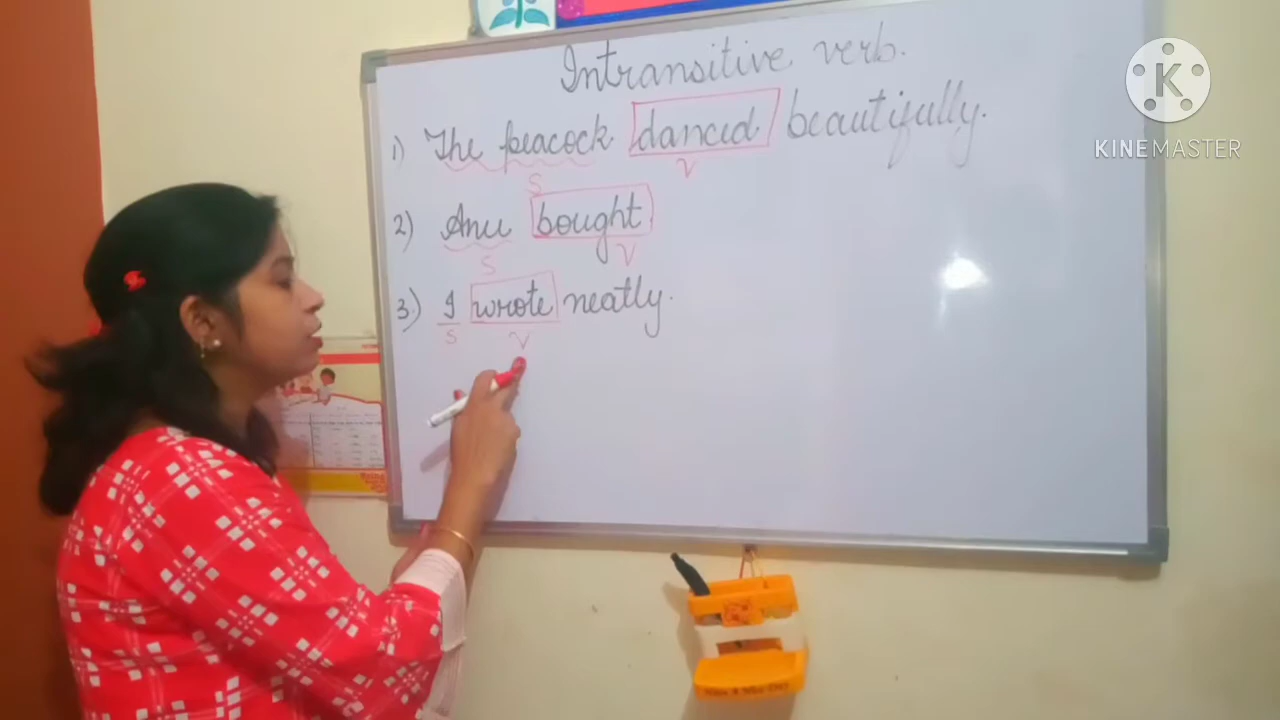 Intransitive verb.
1) The peacock danced beautifully.
S V
2) Anu bought
S V
3.) I wrote neatly.
S V
K
KINEMASTER